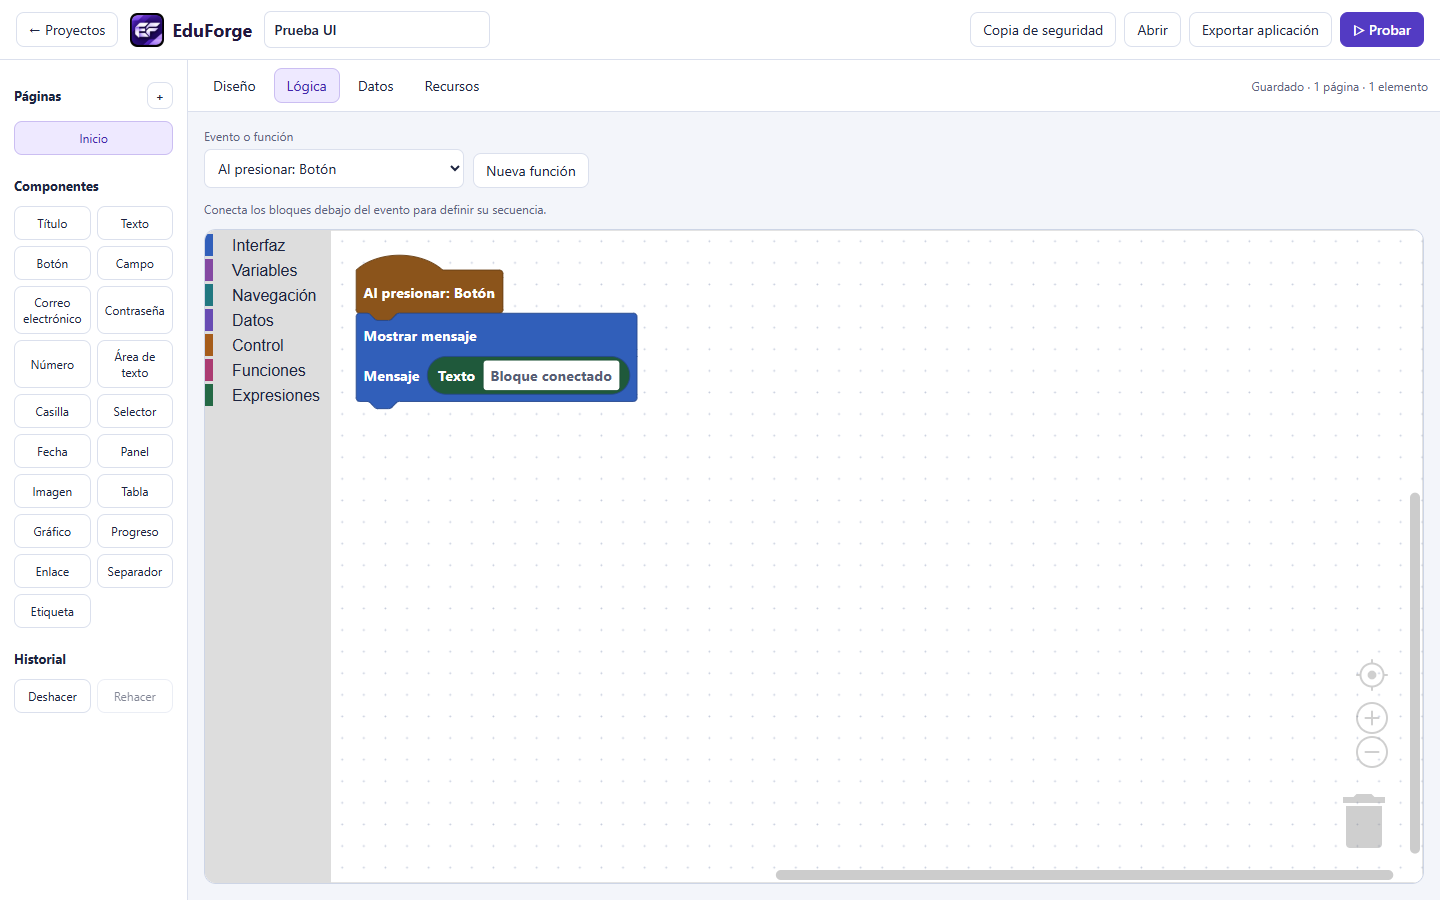 ← Proyectos
EF
EduForge
Prueba UI
Copia de seguridad
Abrir
Exportar aplicación
▷ Probar
Páginas
+
Inicio
Componentes
Título
Texto
Botón
Campo
Correo electrónico
Contraseña
Número
Área de texto
Casilla
Selector
Fecha
Panel
Imagen
Tabla
Gráfico
Progreso
Enlace
Separador
Etiqueta
Historial
Deshacer
Rehacer
Diseño
Lógica
Datos
Recursos
Guardado · 1 página · 1 elemento
Evento o función
Al presionar: Botón
Nueva función
Conecta los bloques debajo del evento para definir su secuencia.
Interfaz
Variables
Navegación
Datos
Control
Funciones
Expresiones
Al presionar: Botón
Mostrar mensaje
Mensaje Texto Bloque conectado